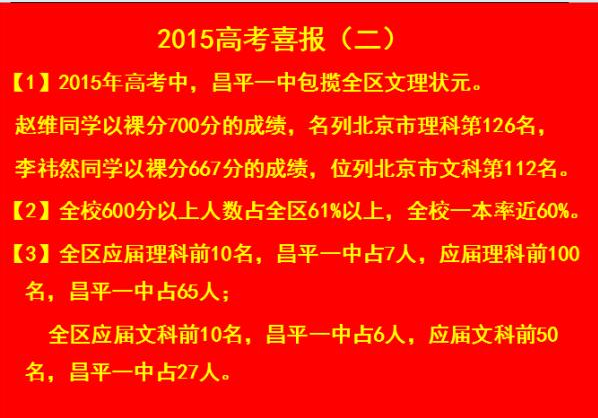 2015高考喜报（二）
【1】2015年高考中，昌平一中包揽全区文理状元。
赵维同学以裸分700分的成绩，名列北京市理科第126名，
李祎然同学以裸分667分的成绩，位列北京市文科第112名。
【2】全校600分以上人数占全区61%以上，全校一本率近60%。
【3】全区应届理科前10名，昌平一中占7人，应届理科前100
名，昌平一中占65人；
全区应届文科前10名，昌平一中占6人，应届文科前50
名，昌平一中占27人。